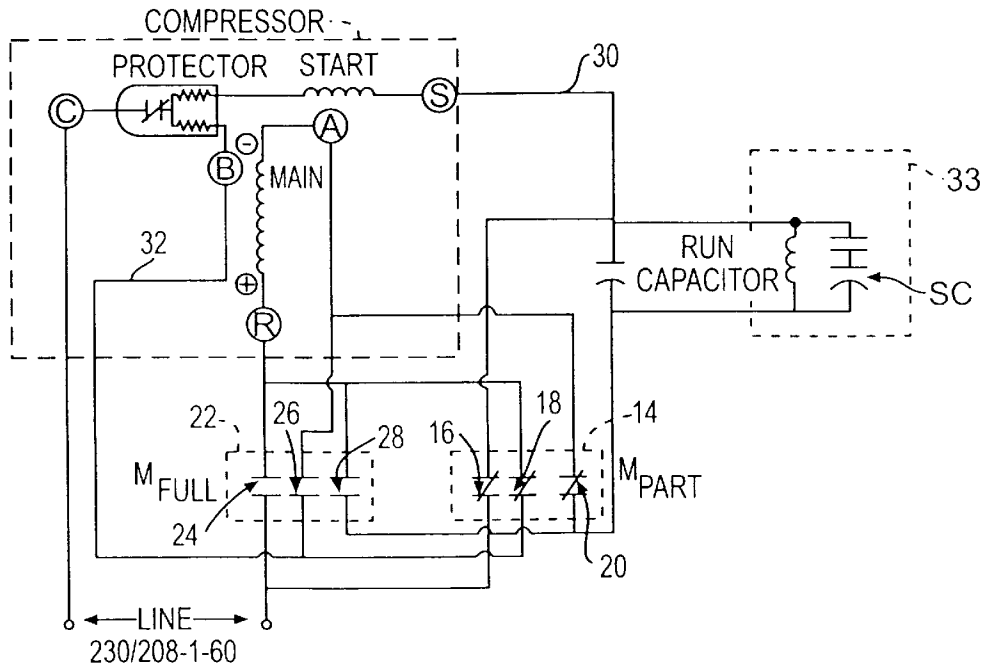 COMPRESSOR
PROTECTOR START
30
C
S
A
B
MAIN
33
32
RUN
CAPACITOR
SC
R
22
26
28
16
18
14
M FULL
M PART
24
20
LINE
230/208-1-60